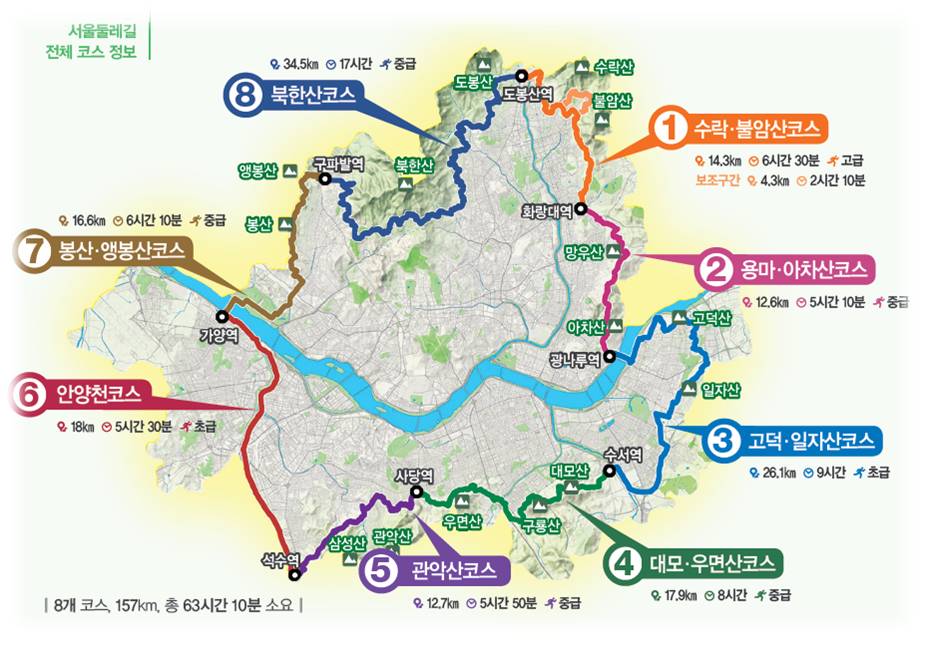 서울둘레길
전체 코스 정보
34.5km 17시간 중급
8 북한산코스
도봉산
도봉산역
수락산
불암산
1 수락·불암산코스
14.3km 6시간 30분 고급
보조구간 4.3km 2시간 10분
앵봉산
구파발역
북한산
봉산
화랑대역
16.6km 6시간 10분 중급
7 봉산·앵봉산코스
망우산
2 용마·아차산코스
12.6km 5시간 10분 중급
가양역
아차산
고덕산
광나루역
6 안양천코스
18km 5시간 30분 초급
일자산
3 고덕·일자산코스
26.1km 9시간 초급
사당역
수서역
대모산
우면산
구룡산
삼성산
관악산
석수역
5 관악산코스
12.7km 5시간 50분 중급
4 대모·우면산코스
17.9km 8시간 중급
| 8개 코스, 157km, 총 63시간 10분 소요 |